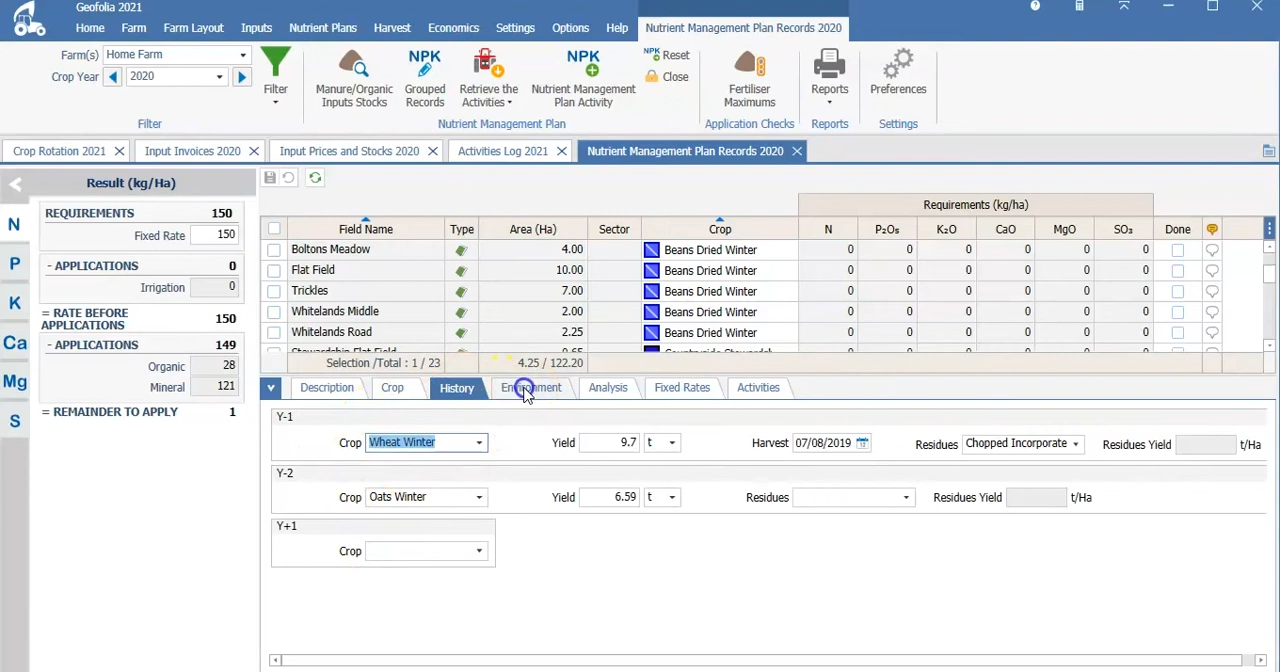 Geofolia 2021
Home Farm Farm Layout Inputs Nutrient Plans Harvest Economics Settings Options Help Nutrient Management Plan Records 2020
Farm(s) Home Farm
Crop Year 2020
Filter
Manure/Organic Inputs Stocks
Grouped Records
Retrieve the Activities
NPK
NPK
Nutrient Management Plan Activity
NPK Reset
Close
Fertiliser Maximums
Reports
Preferences
Filter Nutrient Management Plan Application Checks Reports Settings
Crop Rotation 2021 Input Invoices 2020 Input Prices and Stocks 2020 Activities Log 2021 Nutrient Management Plan Records 2020
Result (kg/Ha)
N
P
K
Ca
Mg
S
REQUIREMENTS 150
Fixed Rate 150
- APPLICATIONS 0
Irrigation 0
= RATE BEFORE APPLICATIONS 150
- APPLICATIONS 149
Organic 28
Mineral 121
= REMAINDER TO APPLY 1
Requirements (kg/ha)
Field Name Type Area (Ha) Sector Crop N P₂O₅ K₂O CaO MgO SO₃ Done
Boltons Meadow 4.00 Beans Dried Winter 0 0 0 0 0 0
Flat Field 10.00 Beans Dried Winter 0 0 0 0 0 0
Trickles 7.00 Beans Dried Winter 0 0 0 0 0 0
Whitelands Middle 2.00 Beans Dried Winter 0 0 0 0 0 0
Whitelands Road 2.25 Beans Dried Winter 0 0 0 0 0 0
Stewardship Flat Field 0.65 Countryside Stewardsh
Selection /Total : 1 / 23 4.25 / 122.20
Description Crop History Environment Analysis Fixed Rates Activities
Y-1
Crop Wheat Winter Yield 9.7 t Harvest 07/08/2019 Residues Chopped Incorporate Residues Yield t/Ha
Y-2
Crop Oats Winter Yield 6.59 t Residues Residues Yield t/Ha
Y+1
Crop